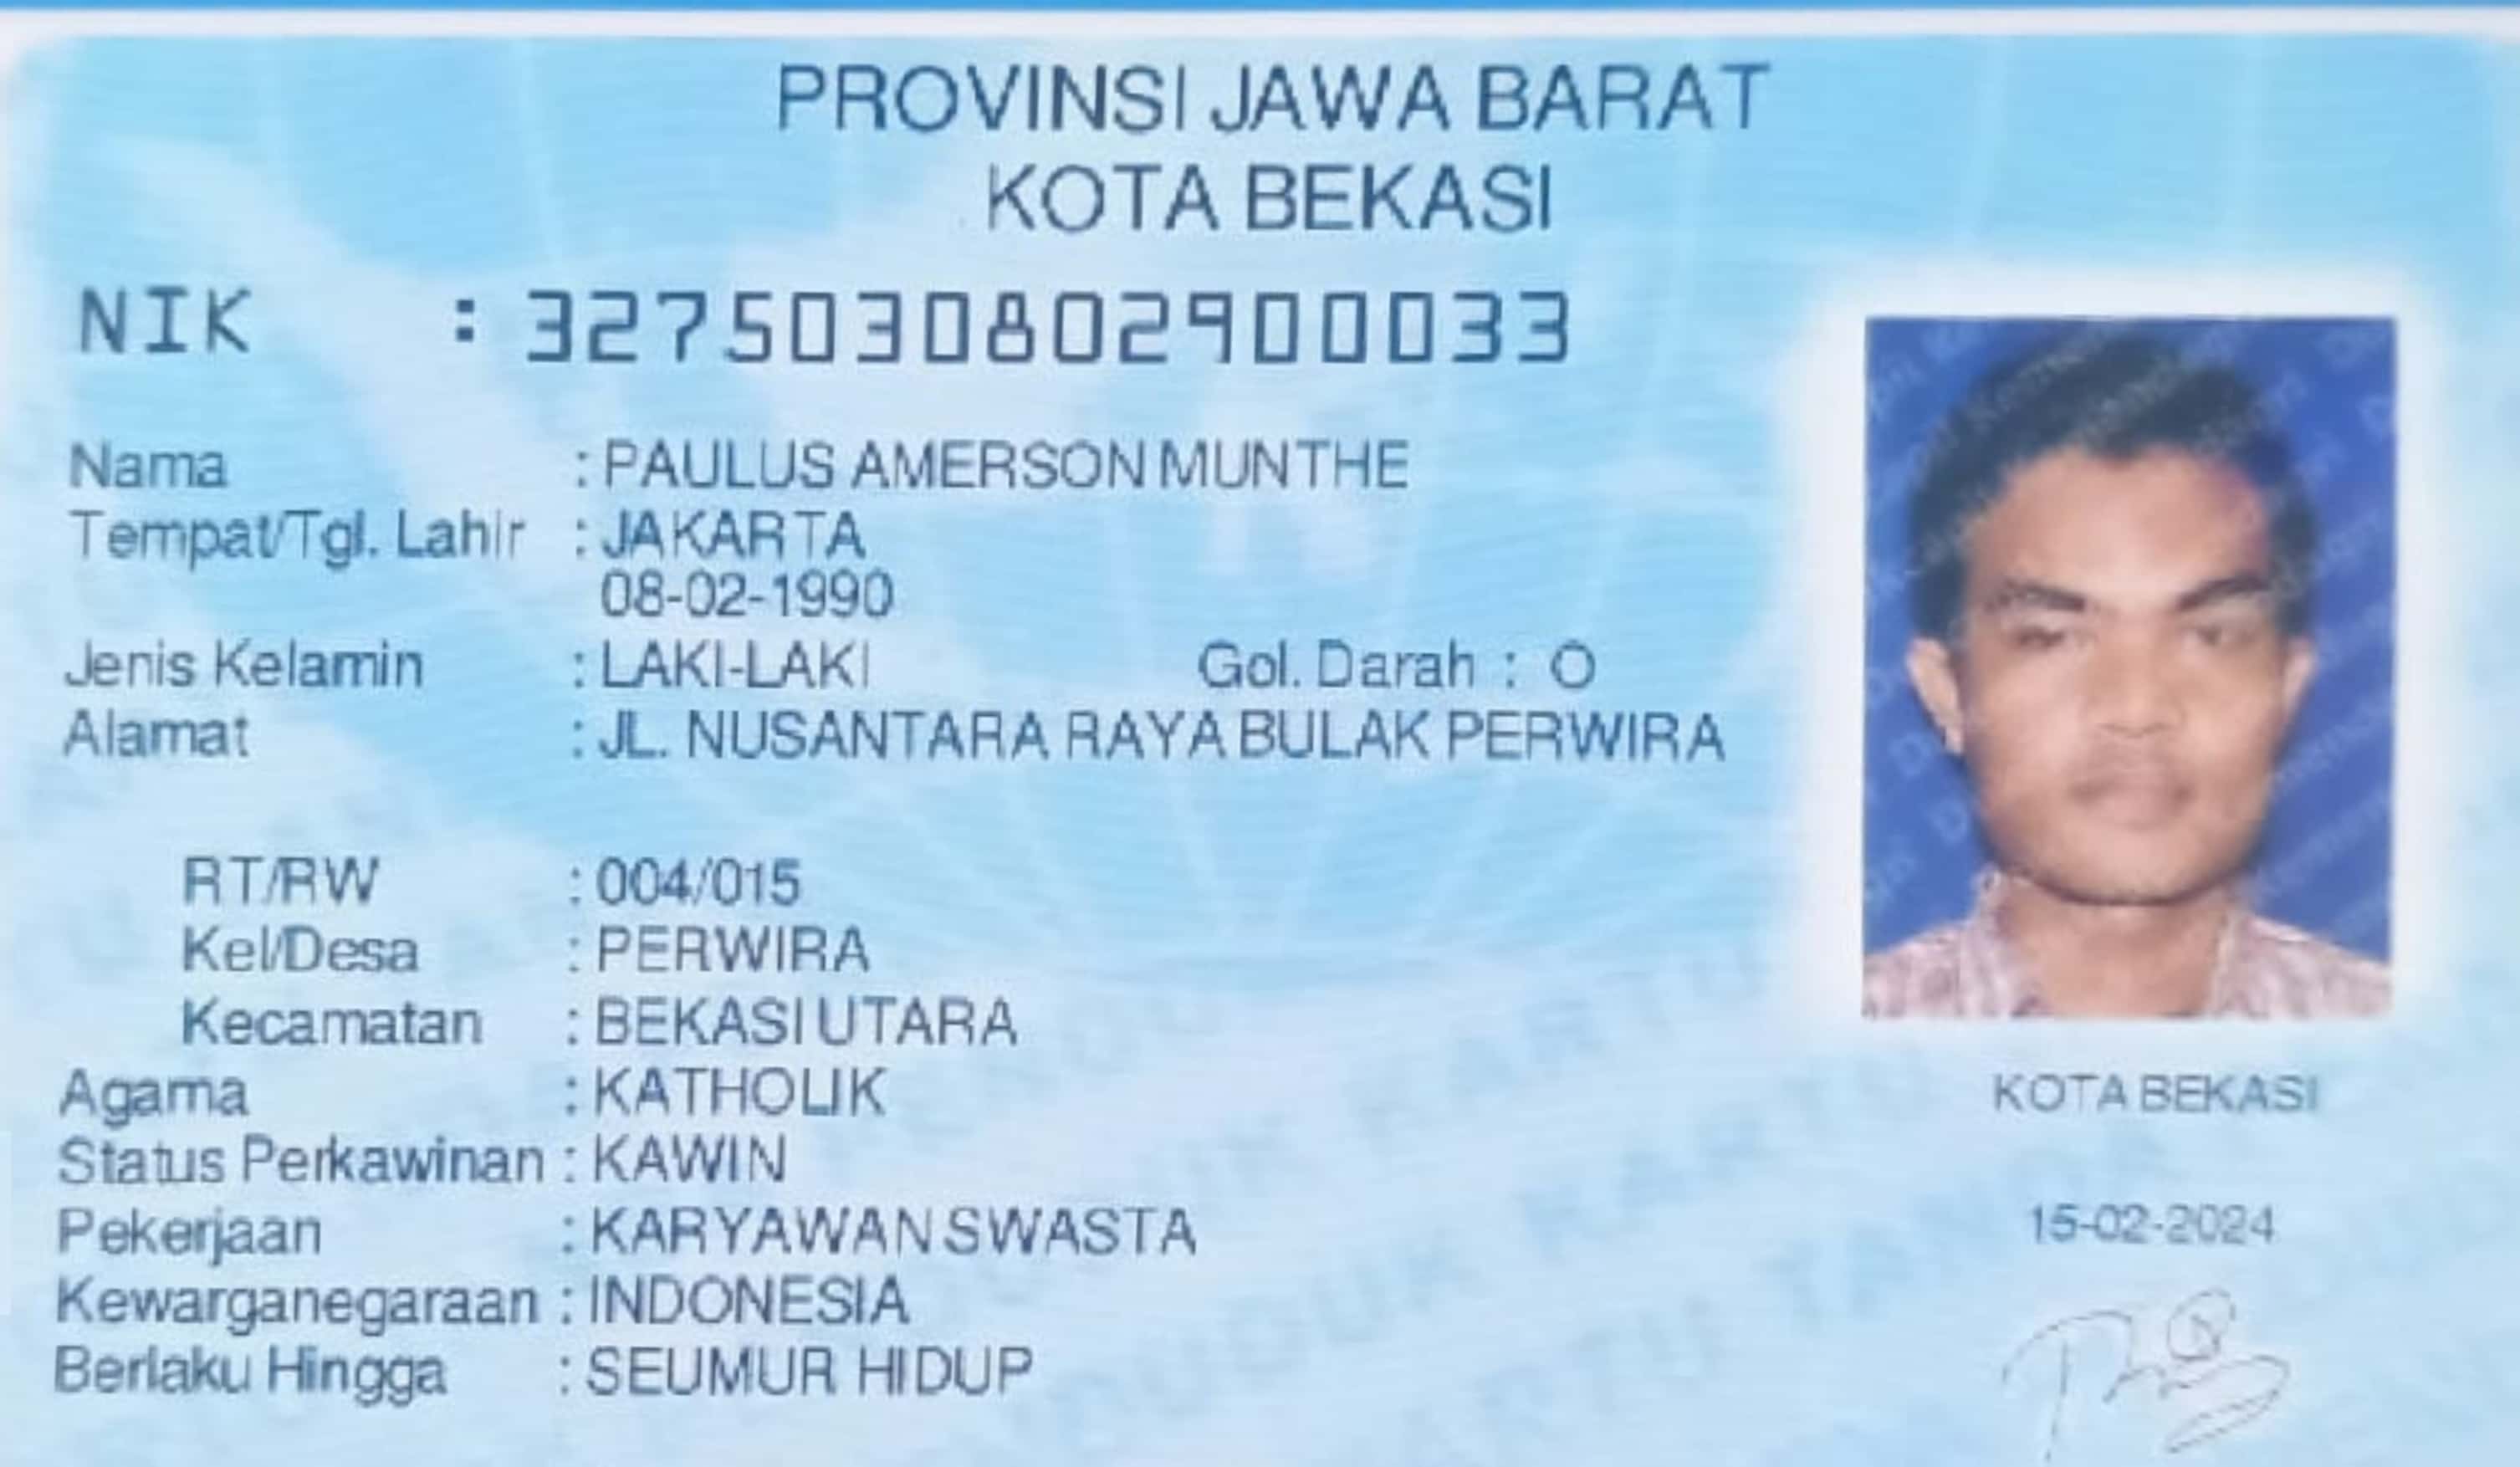 PROVINSI JAWA BARAT
KOTA BEKASI
NIK : 3275030802900033
Nama : PAULUS AMERSON MUNTHE
Tempat/Tgl. Lahir : JAKARTA
08-02-1990
Jenis Kelamin : LAKI-LAKI Gol. Darah : O
Alamat : JL. NUSANTARA RAYA BULAK PERWIRA
RT/RW : 004/015
Kel/Desa : PERWIRA
Kecamatan : BEKASI UTARA
Agama : KATHOLIK
Status Perkawinan : KAWIN
Pekerjaan : KARYAWAN SWASTA
Kewarganegaraan : INDONESIA
Berlaku Hingga : SEUMUR HIDUP
KOTA BEKASI
15-02-2024